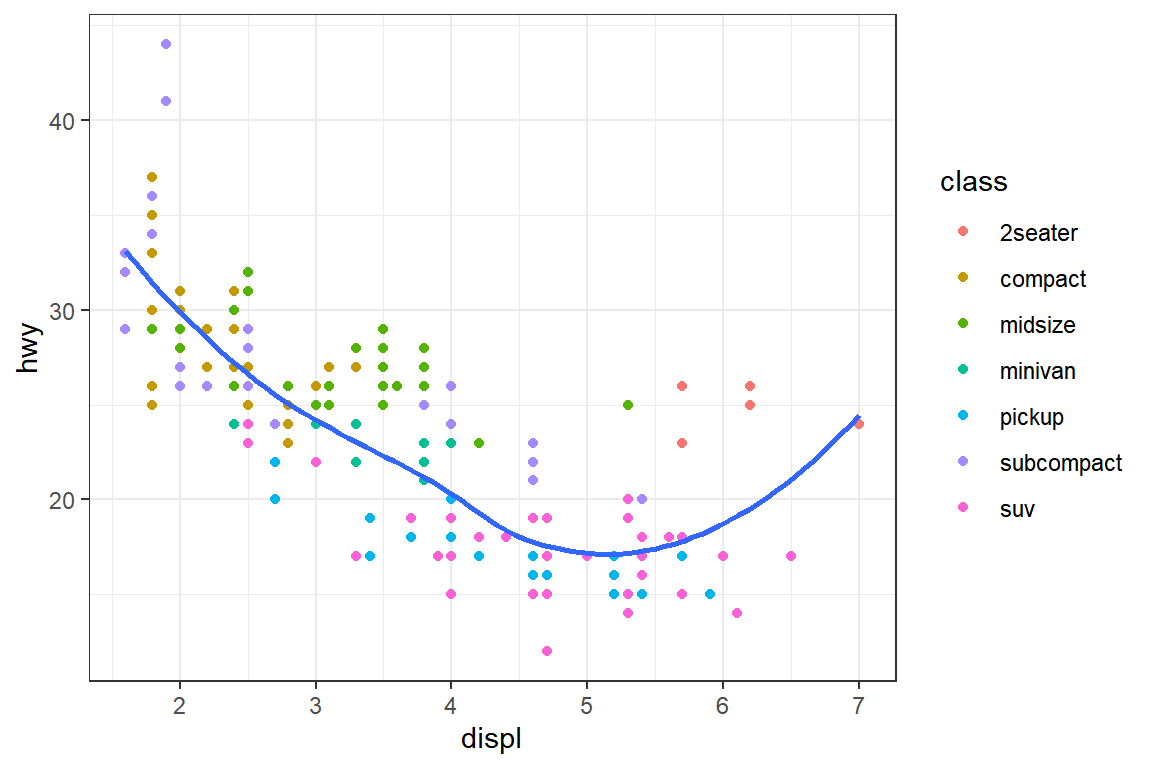 40
30
20
hwy
2 3 4 5 6 7
displ
class
2seater
compact
midsize
minivan
pickup
subcompact
suv